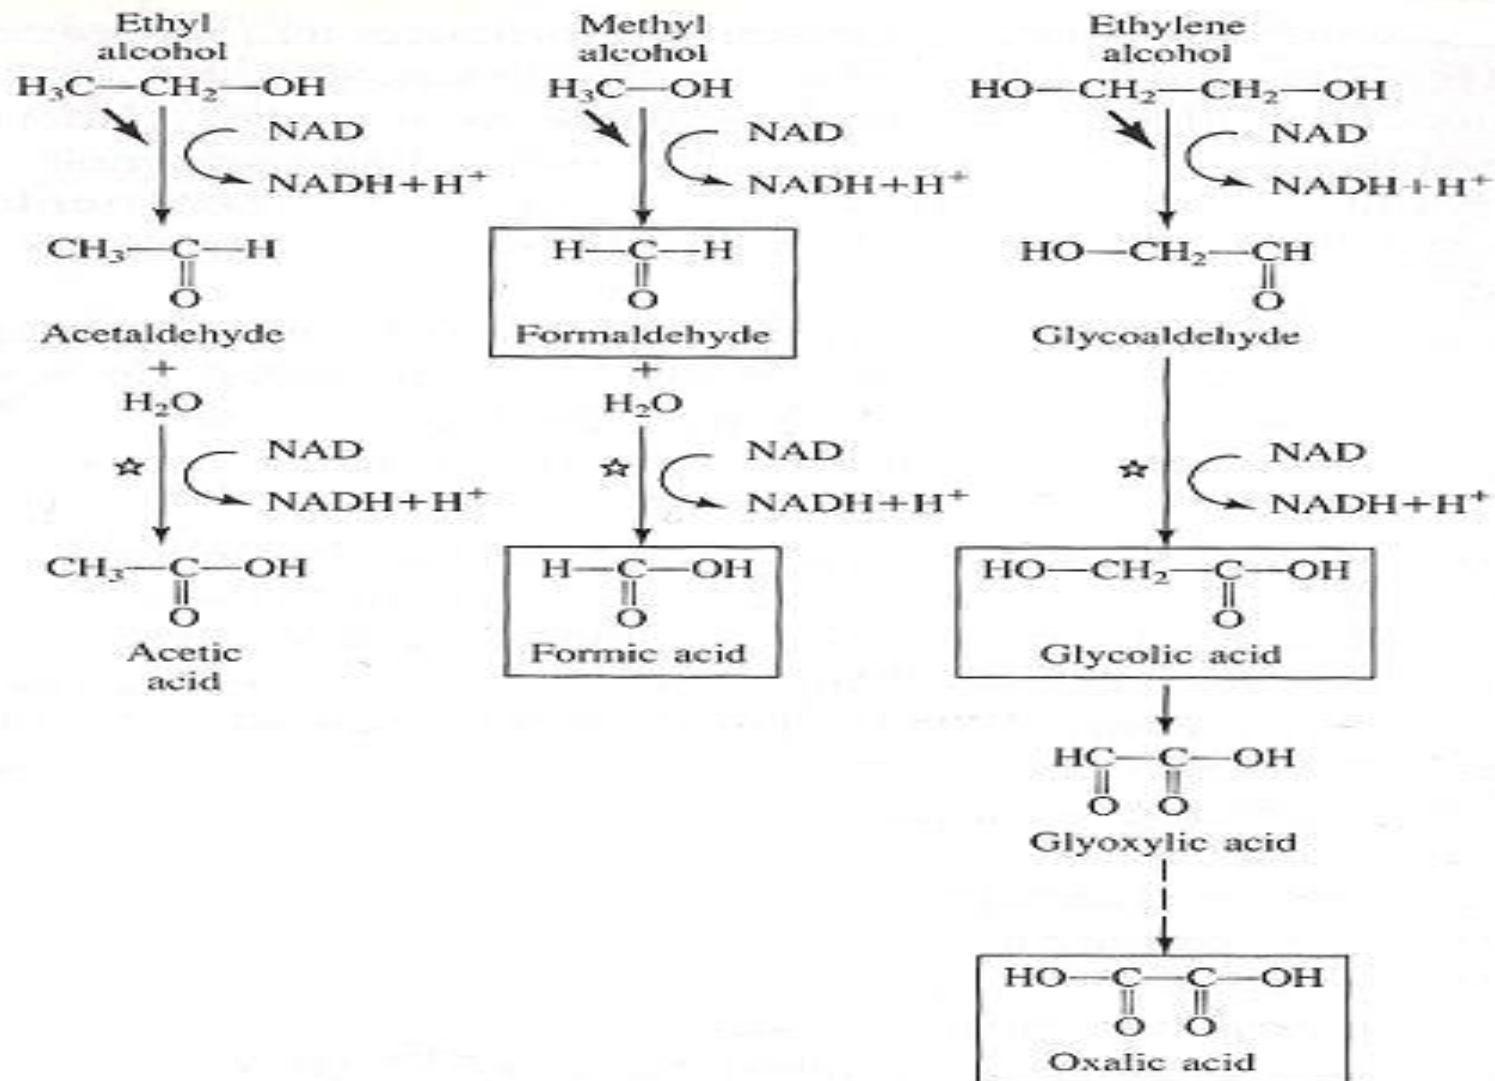 Ethyl
alcohol
H₃C—CH₂—OH
NAD
NADH+H⁺
CH₃—C—H
O
Acetaldehyde
+
H₂O
NAD
NADH+H⁺
CH₃—C—OH
O
Acetic
acid
Methyl
alcohol
H₃C—OH
NAD
NADH+H⁺
H—C—H
O
Formaldehyde
+
H₂O
NAD
NADH+H⁺
H—C—OH
O
Formic acid
Ethylene
alcohol
HO—CH₂—CH₂—OH
NAD
NADH+H⁺
HO—CH₂—CH
O
Glycoaldehyde
NAD
NADH+H⁺
HO—CH₂—C—OH
O
Glycolic acid
HC—C—OH
O O
Glyoxylic acid
HO—C—C—OH
O O
Oxalic acid